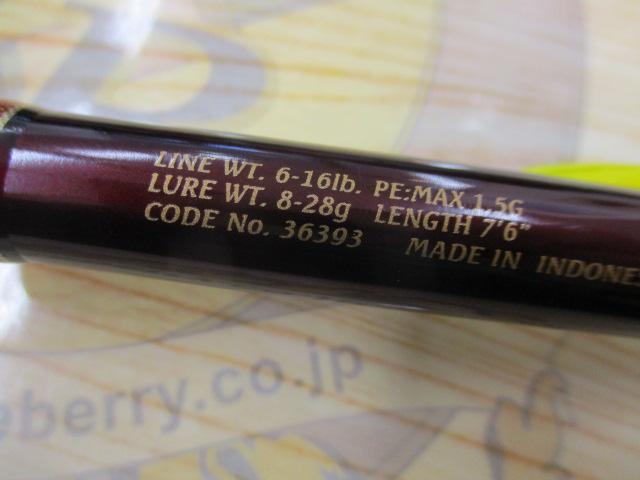 LINE WT. 6-16lb. PE:MAX 1.5G
LURE WT. 8-28g LENGTH 7'6"
CODE No. 36393 MADE IN INDONE
eberry.co.jp